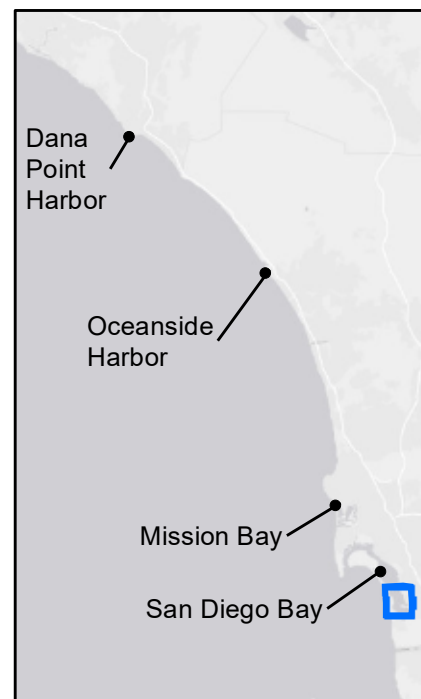 Dana
Point
Harbor
Oceanside
Harbor
Mission Bay
San Diego Bay